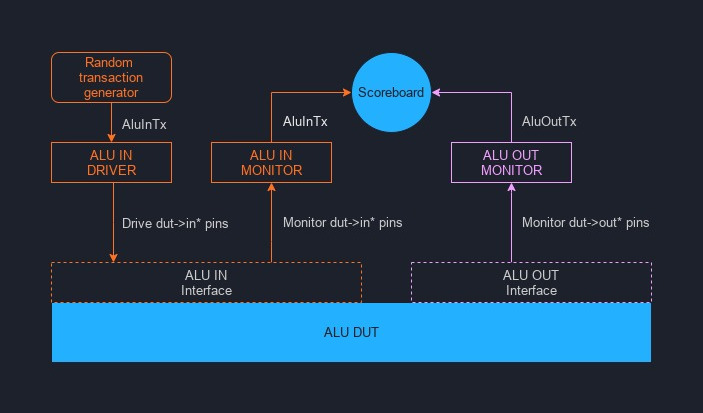 Random
transaction
generator
Scoreboard
AluInTx
AluInTx
AluOutTx
ALU IN
DRIVER
ALU IN
MONITOR
ALU OUT
MONITOR
Drive dut->in* pins
Monitor dut->in* pins
Monitor dut->out* pins
ALU IN
Interface
ALU OUT
Interface
ALU DUT